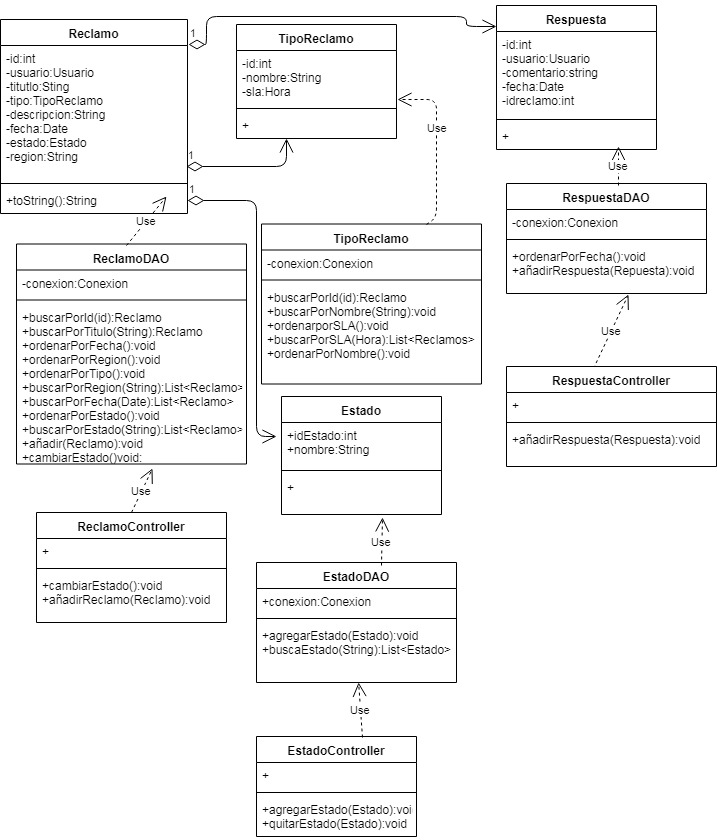 Reclamo
-id:int
-usuario:Usuario
-titutlo:Sting
-tipo:TipoReclamo
-descripcion:String
-fecha:Date
-estado:Estado
-region:String
+toString():String
1
1
1
TipoReclamo
-id:int
-nombre:String
-sla:Hora
+
Respuesta
-id:int
-usuario:Usuario
-comentario:string
-fecha:Date
-idreclamo:int
+
Use
Use
Use
ReclamoDAO
-conexion:Conexion
+buscarPorId(id):Reclamo
+buscarPorTitulo(String):Reclamo
+ordenarPorFecha():void
+ordenarPorRegion():void
+ordenarPorTipo():void
+buscarPorRegion(String):List<Reclamo>
+buscarPorFecha(Date):List<Reclamo>
+ordenarPorEstado():void
+buscarPorEstado(String):List<Reclamo>
+añadir(Reclamo):void
+cambiarEstado()void:
TipoReclamo
-conexion:Conexion
+buscarPorId(id):Reclamo
+buscarPorNombre(String):void
+ordenarporSLA():void
+buscarPorSLA(Hora):List<Reclamos>
+ordenarPorNombre():void
RespuestaDAO
-conexion:Conexion
+ordenarPorFecha():void
+añadirRespuesta(Repuesta):void
Use
RespuestaController
+
+añadirRespuesta(Respuesta):void
Estado
+idEstado:int
+nombre:String
+
Use
ReclamoController
+
+cambiarEstado():void
+añadirReclamo(Reclamo):void
Use
EstadoDAO
+conexion:Conexion
+agregarEstado(Estado):void
+buscaEstado(String):List<Estado>
Use
EstadoController
+
+agregarEstado(Estado):voi
+quitarEstado(Estado):void